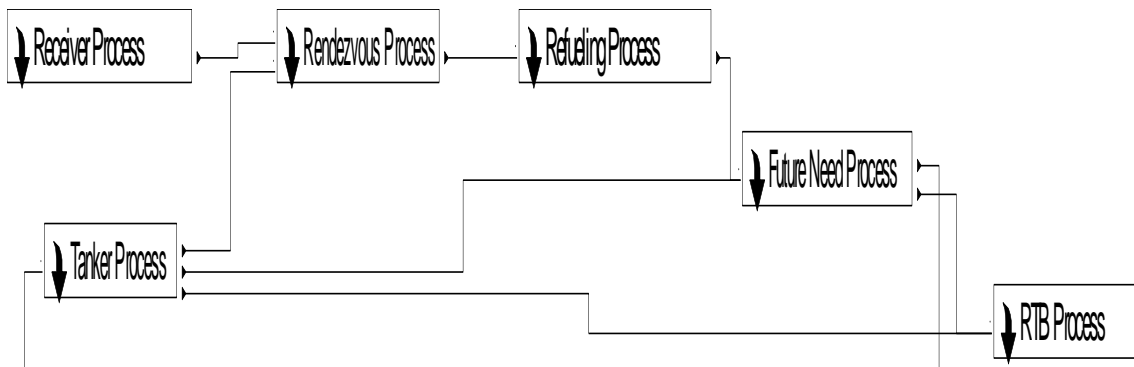 Receiver Process
Rendezvous Process
Refueling Process
Future Need Process
Tanker Process
RTB Process